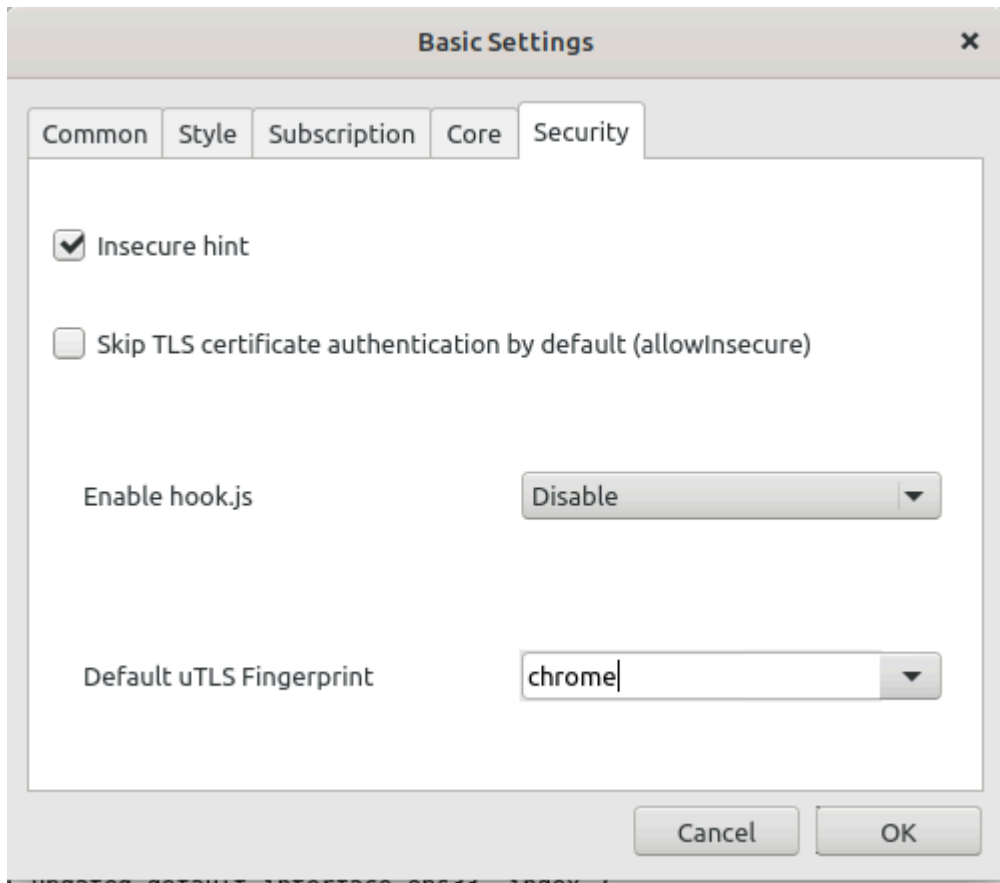 Basic Settings
Common Style Subscription Core Security
Insecure hint
Skip TLS certificate authentication by default (allowInsecure)
Enable hook.js Disable
Default uTLS Fingerprint chrome
Cancel OK